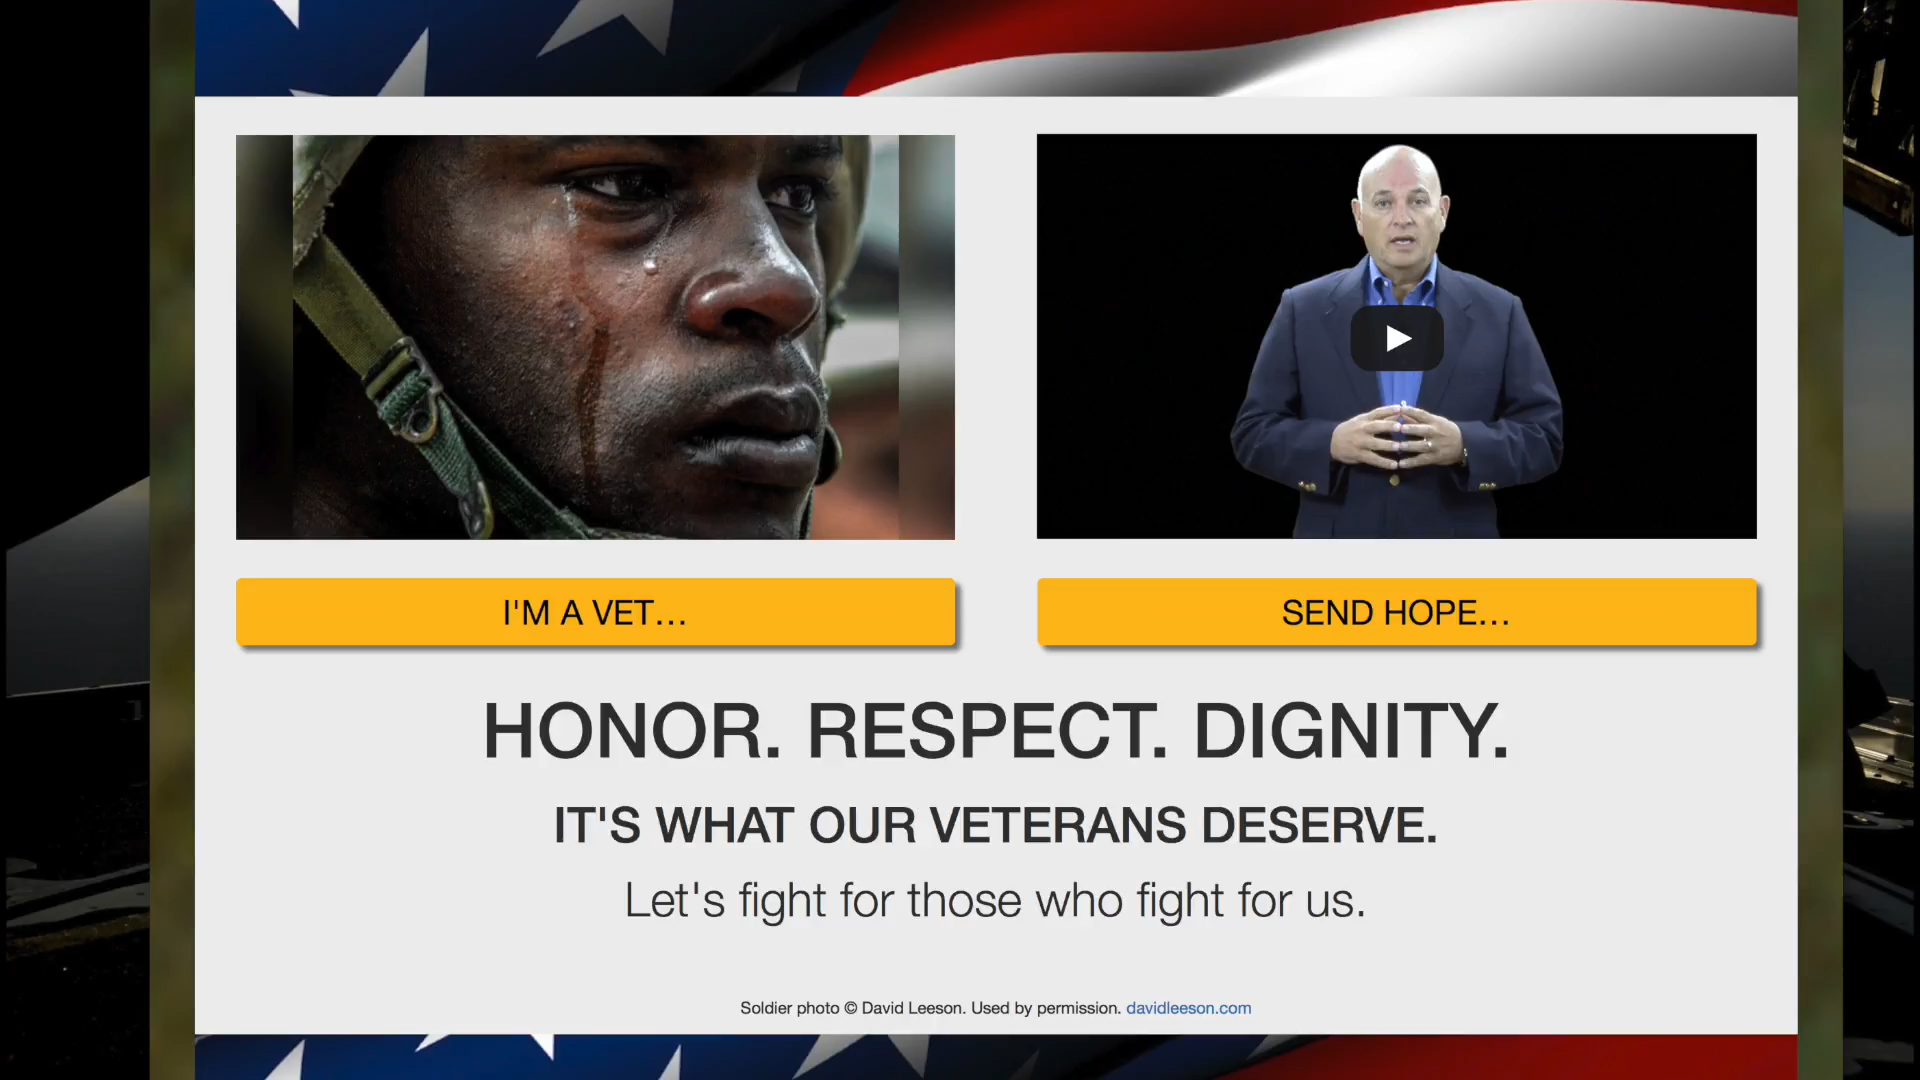 I'M A VET...
SEND HOPE...
HONOR. RESPECT. DIGNITY.
IT'S WHAT OUR VETERANS DESERVE.
Let's fight for those who fight for us.
Soldier photo © David Leeson. Used by permission. davidleeson.com